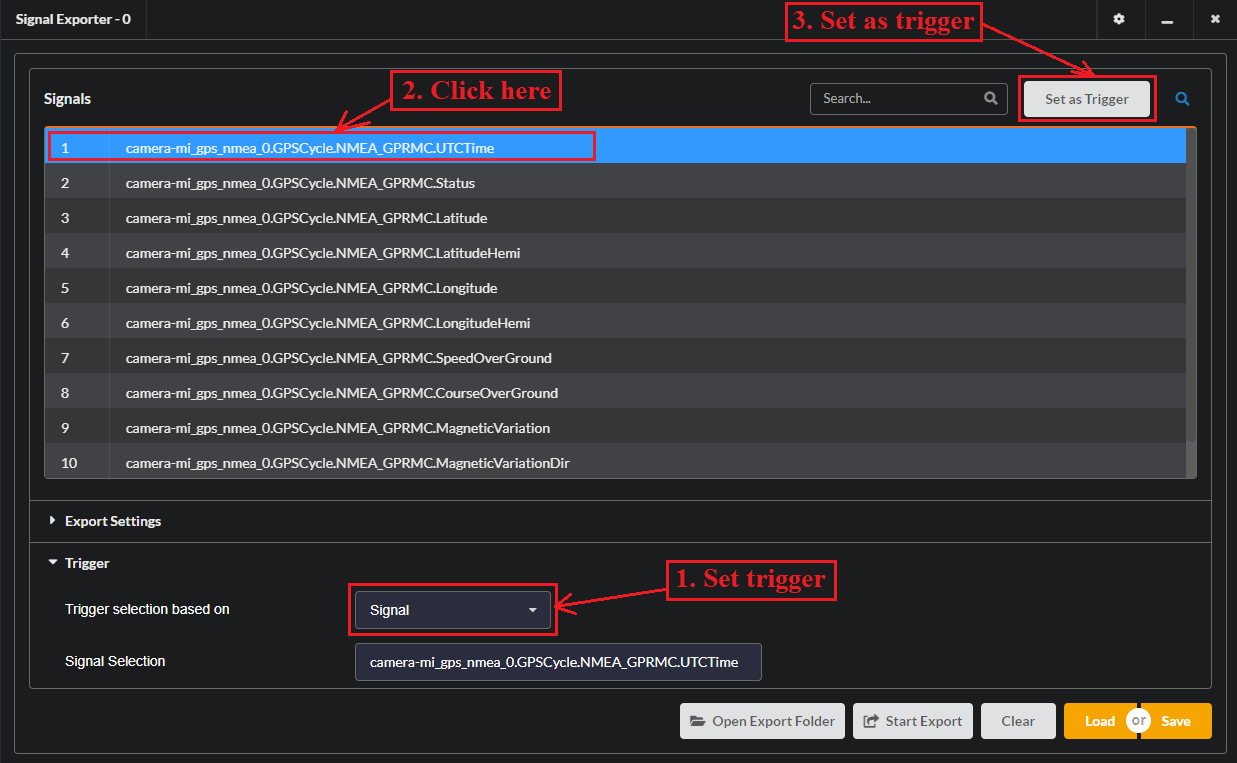 Signal Exporter - 0
3. Set as trigger
2. Click here
Signals
Search...
Set as Trigger
1 camera-mi_gps_nmea_0.GPSCycle.NMEA_GPRMC.UTCTime
2 camera-mi_gps_nmea_0.GPSCycle.NMEA_GPRMC.Status
3 camera-mi_gps_nmea_0.GPSCycle.NMEA_GPRMC.Latitude
4 camera-mi_gps_nmea_0.GPSCycle.NMEA_GPRMC.LatitudeHemi
5 camera-mi_gps_nmea_0.GPSCycle.NMEA_GPRMC.Longitude
6 camera-mi_gps_nmea_0.GPSCycle.NMEA_GPRMC.LongitudeHemi
7 camera-mi_gps_nmea_0.GPSCycle.NMEA_GPRMC.SpeedOverGround
8 camera-mi_gps_nmea_0.GPSCycle.NMEA_GPRMC.CourseOverGround
9 camera-mi_gps_nmea_0.GPSCycle.NMEA_GPRMC.MagneticVariation
10 camera-mi_gps_nmea_0.GPSCycle.NMEA_GPRMC.MagneticVariationDir
Export Settings
Trigger
1. Set trigger
Trigger selection based on Signal
Signal Selection camera-mi_gps_nmea_0.GPSCycle.NMEA_GPRMC.UTCTime
Open Export Folder Start Export Clear Load or Save